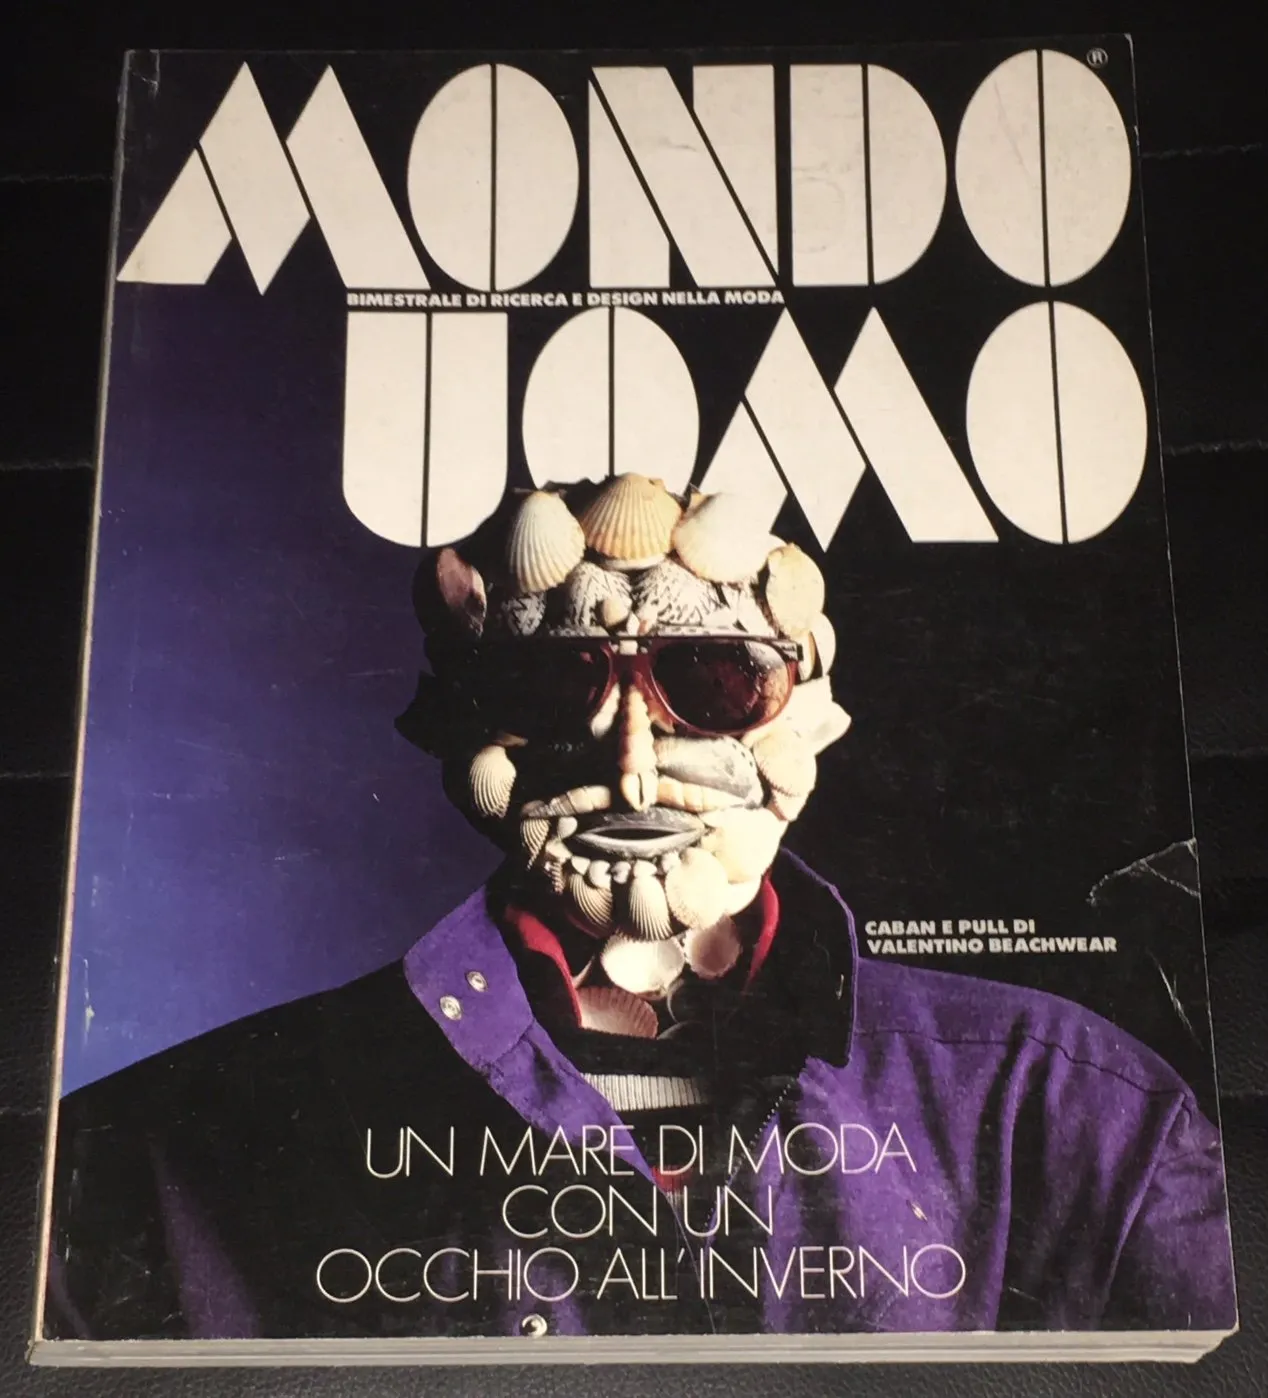 MONDO ®
BIMESTRALE DI RICERCA E DESIGN NELLA MODA
UOMO
CABAN E PULL DI
VALENTINO BEACHWEAR
UN MARE DI MODA
CON UN
OCCHIO ALL'INVERNO